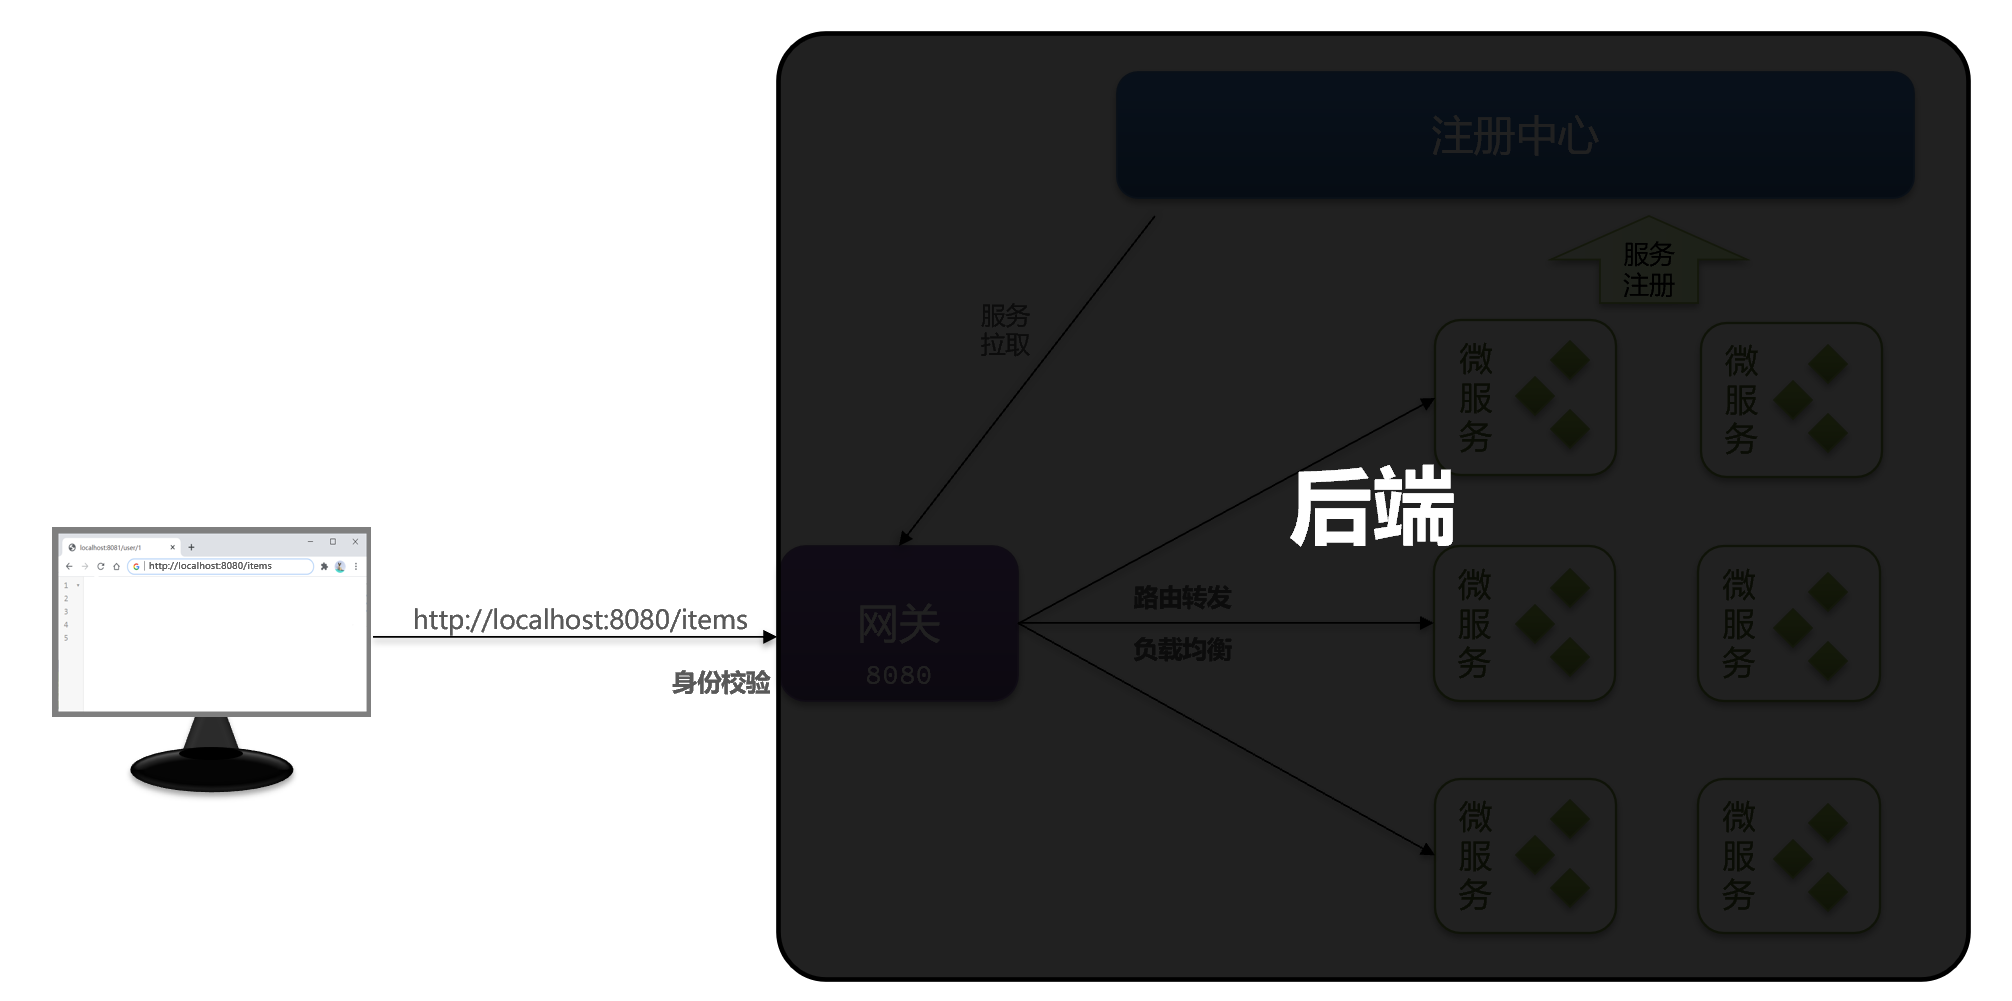 注册中心
服务
注册
服务
拉取
微
服
务
微
服
务
后端
localhost:8081/user/1
http://localhost:8080/items
1
2
3
4
5
http://localhost:8080/items
身份校验
网关
8080
路由转发
负载均衡
微
服
务
微
服
务
微
服
务
微
服
务